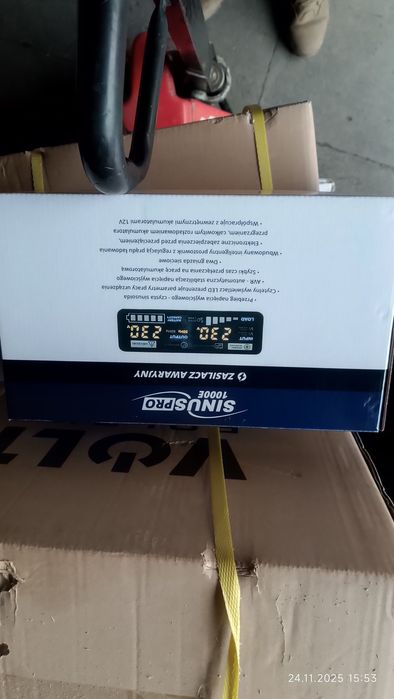 SINUSPRO
1000E
ZASILACZ AWARYJNY
INPUT
230
OUTPUT
230
LOAD
BATTERY
• Przebieg napięcia wyjściowego - czysta sinusoida
• Czytelny wyświetlacz LED prezentuje parametry pracy urządzenia
• AVR - automatyczna stabilizacja napięcia wyjściowego
• Szybki czas przełączania na pracę akumulatorową
• Dwa gniazda sieciowe
• Wbudowany inteligentny prostownik z regulacją prądu ładowania
• Elektroniczne zabezpieczenie przed przeciążeniem,
przegrzaniem, całkowitym rozładowaniem akumulatora
• Współpracuje z zewnętrznymi akumulatorami 12V
VOLT
24.11.2025 15:53